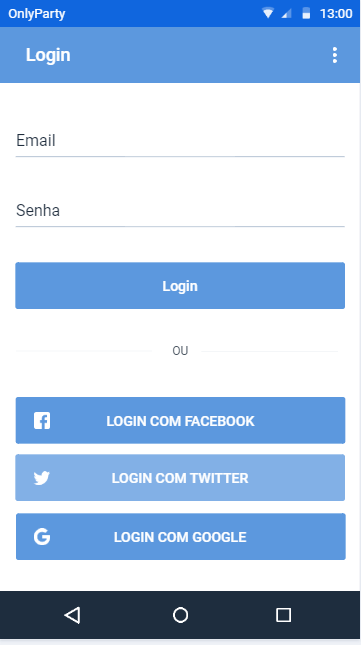 OnlyParty 13:00
Login
Email
Senha
Login
OU
LOGIN COM FACEBOOK
LOGIN COM TWITTER
LOGIN COM GOOGLE